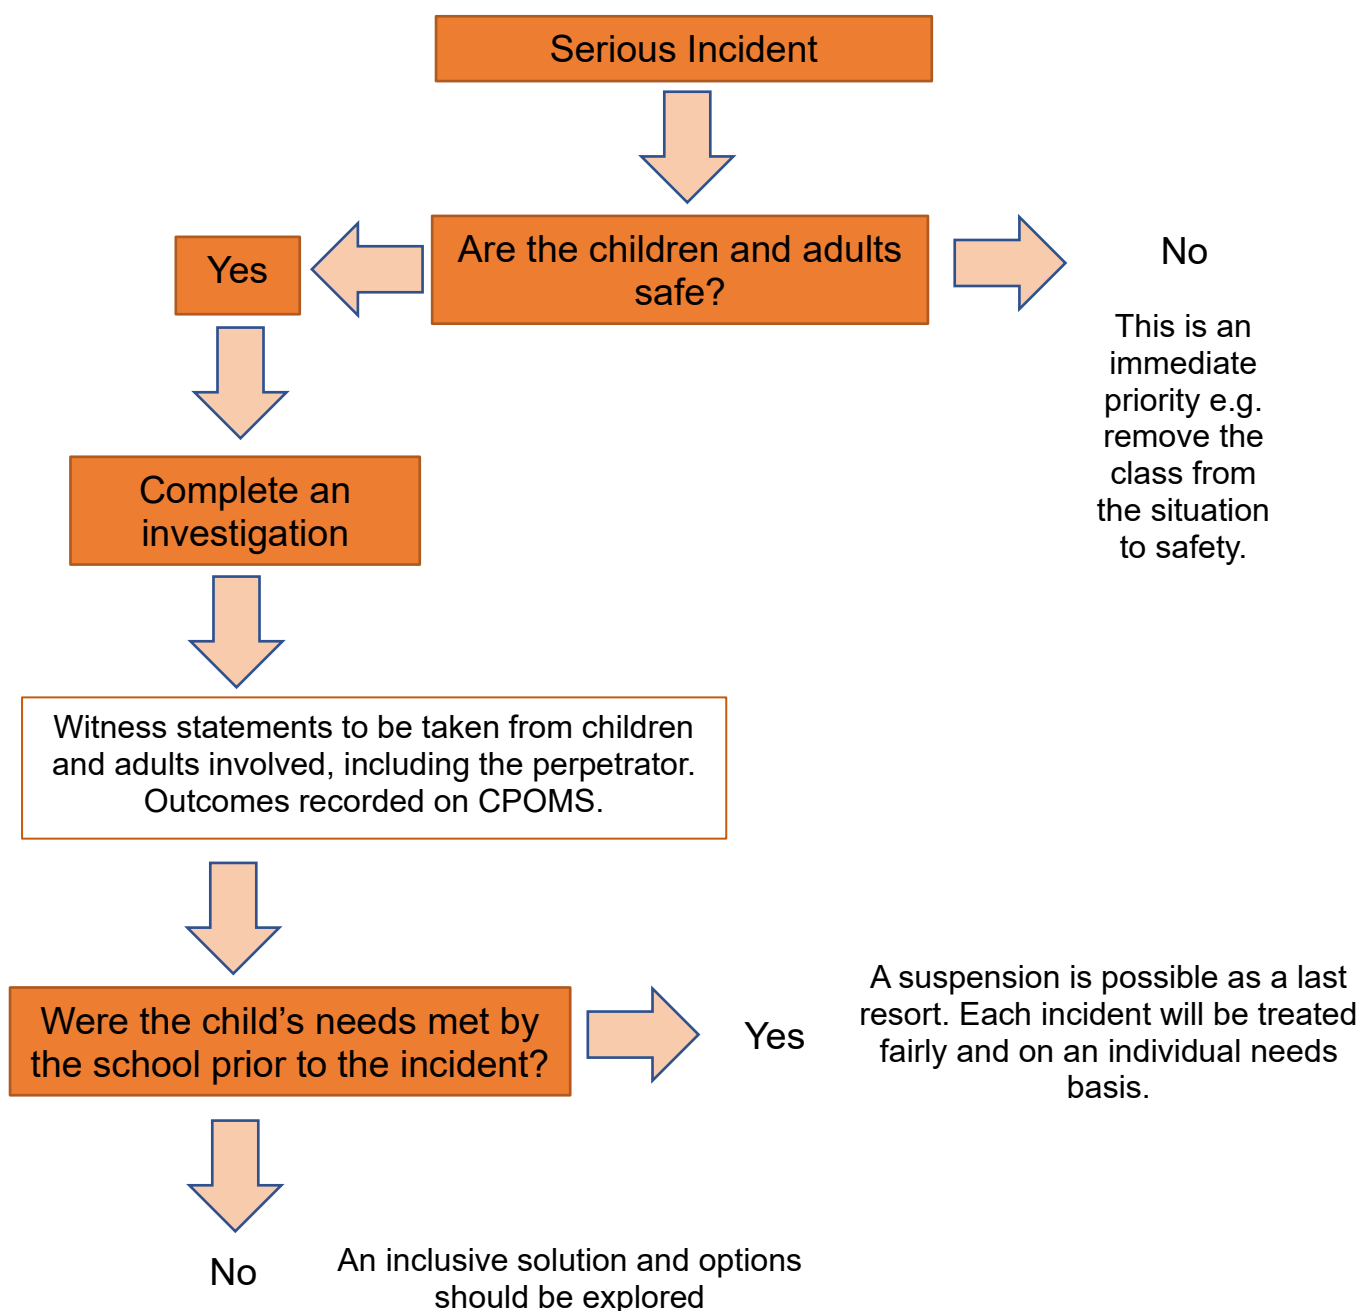 Serious Incident
Are the children and adults
safe?
Yes
No
This is an
immediate
priority e.g.
remove the
class from
the situation
to safety.
Complete an
investigation
Witness statements to be taken from children
and adults involved, including the perpetrator.
Outcomes recorded on CPOMS.
Were the child’s needs met by
the school prior to the incident?
Yes
A suspension is possible as a last
resort. Each incident will be treated
fairly and on an individual needs
basis.
No
An inclusive solution and options
should be explored